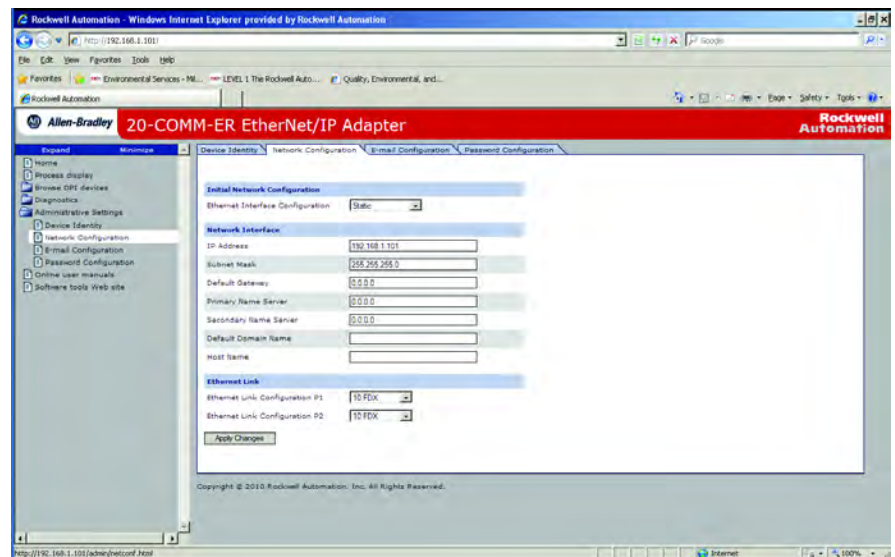 Rockwell Automation - Windows Internet Explorer provided by Rockwell Automation
http://192.168.1.101/
Google
File Edit View Favorites Tools Help
Favorites Environmental Services - Mil... LEVEL 1 The Rockwell Auto... Quality, Environmental, and...
Rockwell Automation
Page Safety Tools
Allen-Bradley 20-COMM-ER EtherNet/IP Adapter Rockwell Automation
Expand Minimize
Device Identity Network Configuration E-mail Configuration Password Configuration
Home
Process display
Browse DPI devices
Diagnostics
Administrative Settings
Device Identity
Network Configuration
E-mail Configuration
Password Configuration
Online user manuals
Software tools Web site
Initial Network Configuration
Ethernet Interface Configuration Static
Network Interface
IP Address 192.168.1.101
Subnet Mask 255.255.255.0
Default Gateway 0.0.0.0
Primary Name Server 0.0.0.0
Secondary Name Server 0.0.0.0
Default Domain Name
Host Name
Ethernet Link
Ethernet Link Configuration P1 10 FDX
Ethernet Link Configuration P2 10 FDX
Apply Changes
Copyright © 2010 Rockwell Automation, Inc. All Rights Reserved.
http://192.168.1.101/admin/netconf.html Internet 100%